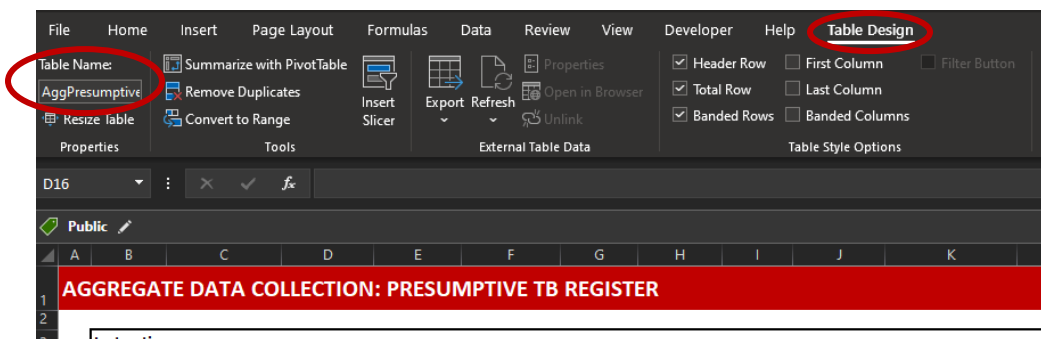 File Home Insert Page Layout Formulas Data Review View Developer Help Table Design
Table Name:
AggPresumptive
Resize Table
Properties
Summarize with PivotTable
Remove Duplicates
Convert to Range
Tools
Insert
Slicer
Export
Refresh
Properties
Open in Browser
Unlink
External Table Data
Header Row
Total Row
Banded Rows
First Column
Last Column
Banded Columns
Filter Button
Table Style Options
D16
fx
Public
A B C D E F G H I J K
1 AGGREGATE DATA COLLECTION: PRESUMPTIVE TB REGISTER
2